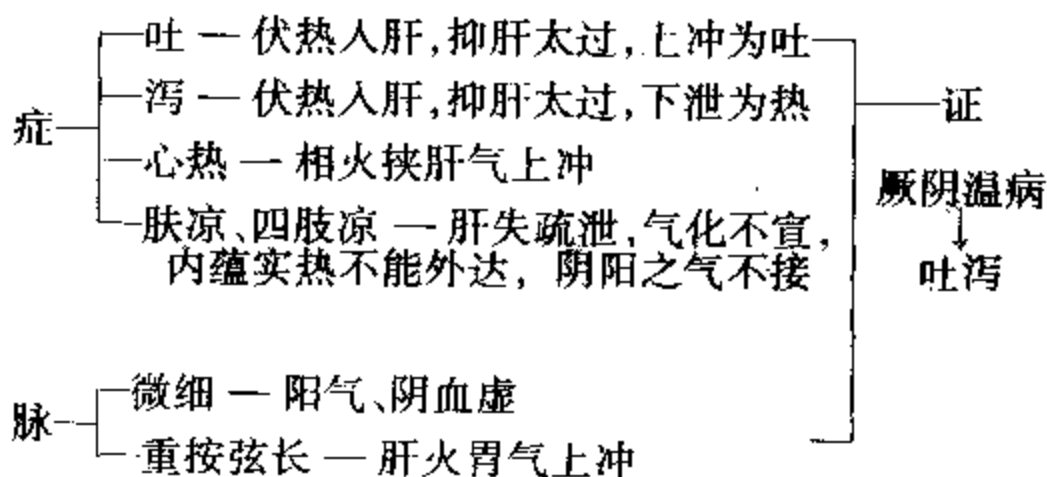 症
吐 — 伏热入肝,抑肝太过,上冲为吐
泻 — 伏热入肝,抑肝太过,下泄为热
心热 — 相火挟肝气上冲
肤凉、四肢凉 — 肝失疏泄,气化不宣,
内蕴实热不能外达,阴阳之气不接
脉
微细 — 阳气、阴血虚
重按弦长 — 肝火胃气上冲
证
厥阴温病
↓
吐泻